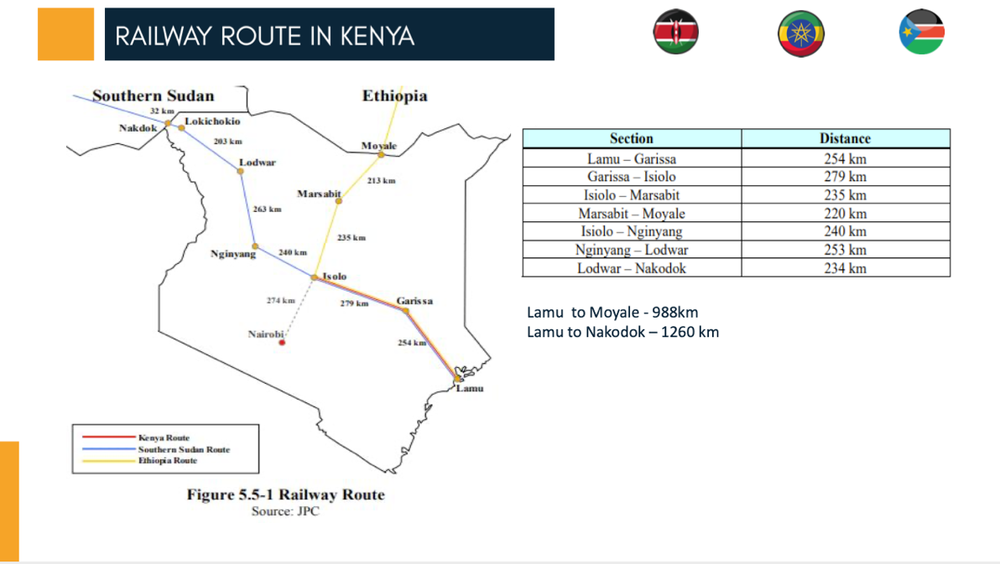 RAILWAY ROUTE IN KENYA
Southern Sudan
Ethiopia
32 km
Nakdok
Lokichokio
203 km
Lodwar
Moyale
213 km
Marsabit
263 km
235 km
Nginyang
240 km
Isolo
274 km
279 km
Garissa
Nairobi
254 km
Lamu
Kenya Route
Southern Sudan Route
Ethiopia Route
Figure 5.5-1 Railway Route
Source: JPC
Section Distance
Lamu – Garissa 254 km
Garissa – Isiolo 279 km
Isiolo – Marsabit 235 km
Marsabit – Moyale 220 km
Isiolo – Nginyang 240 km
Nginyang – Lodwar 253 km
Lodwar – Nakodok 234 km
Lamu to Moyale - 988km
Lamu to Nakodok – 1260 km